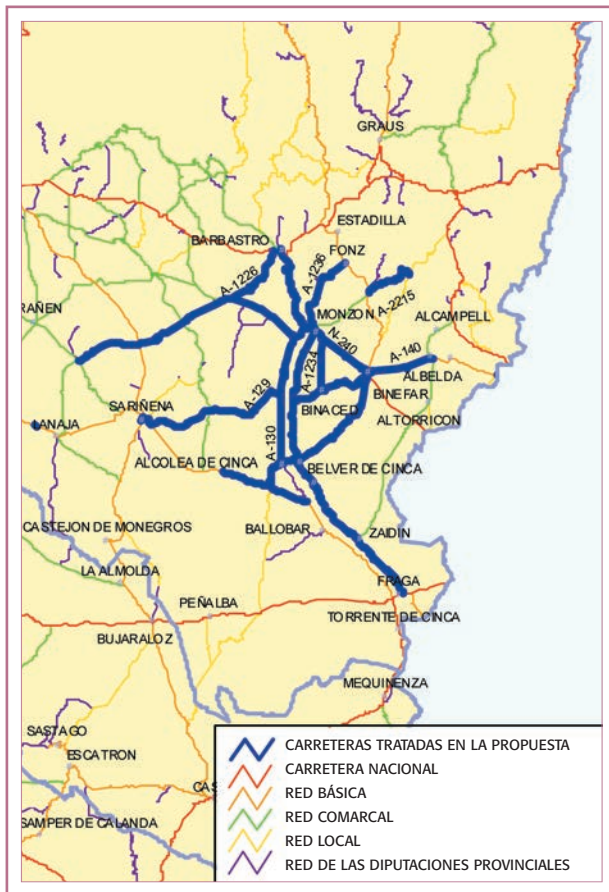 GRAUS
ESTADILLA
BARBASTRO
FONZ
A-1236
A-1226
MONZON
A-2215
RAÑEN
N-240
ALCAMPELL
A-140
A-1234
ALBELDA
A-129
BINEFAR
SARIÑENA
BINACED
ALTORRICON
LANAJA
A-130
ALCOLEA DE CINCA
BELVER DE CINCA
CASTEJON DE MONEGROS
BALLOBAR
ZAIDIN
LA ALMOLDA
FRAGA
PEÑALBA
TORRENTE DE CINCA
BUJARALOZ
MEQUINENZA
SASTAGO
ESCATRON
CAS
SAMPER DE CALANDA
CARRETERAS TRATADAS EN LA PROPUESTA
CARRETERA NACIONAL
RED BÁSICA
RED COMARCAL
RED LOCAL
RED DE LAS DIPUTACIONES PROVINCIALES